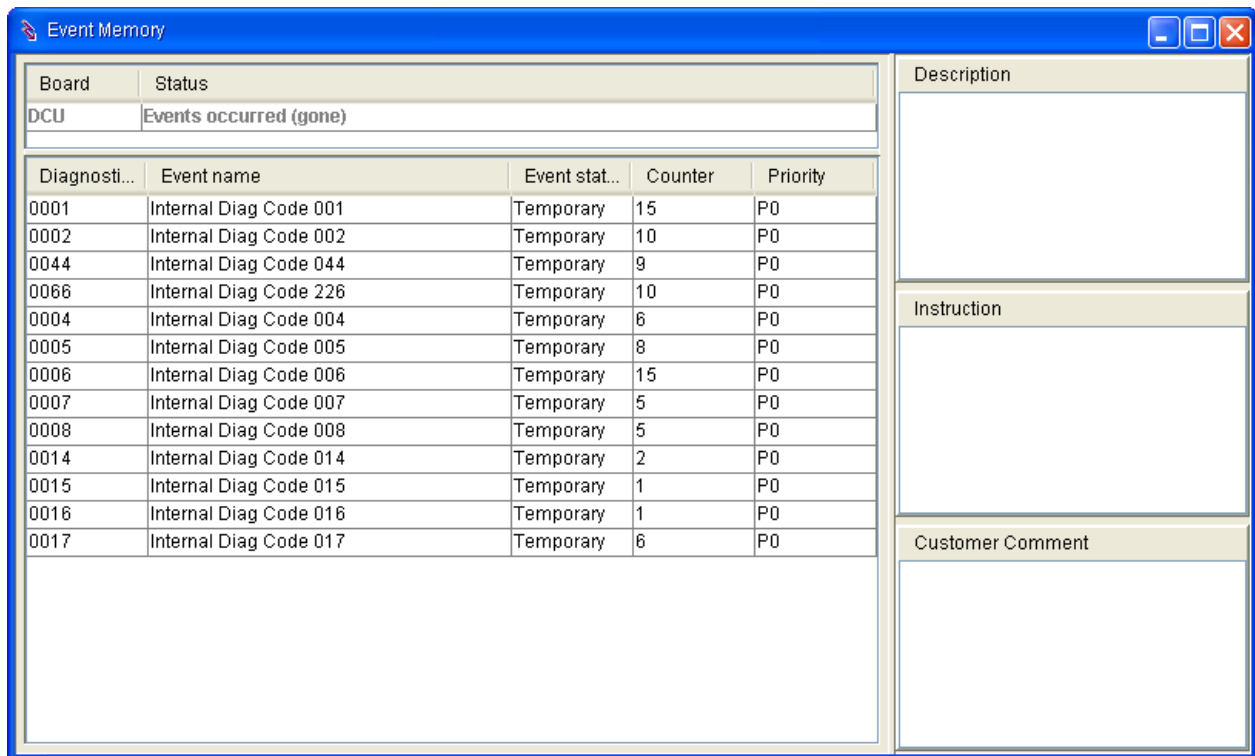 Event Memory
Board Status
DCU Events occurred (gone)
Diagnosti... Event name Event stat... Counter Priority
0001 Internal Diag Code 001 Temporary 15 P0
0002 Internal Diag Code 002 Temporary 10 P0
0044 Internal Diag Code 044 Temporary 9 P0
0066 Internal Diag Code 226 Temporary 10 P0
0004 Internal Diag Code 004 Temporary 6 P0
0005 Internal Diag Code 005 Temporary 8 P0
0006 Internal Diag Code 006 Temporary 15 P0
0007 Internal Diag Code 007 Temporary 5 P0
0008 Internal Diag Code 008 Temporary 5 P0
0014 Internal Diag Code 014 Temporary 2 P0
0015 Internal Diag Code 015 Temporary 1 P0
0016 Internal Diag Code 016 Temporary 1 P0
0017 Internal Diag Code 017 Temporary 6 P0
Description
Instruction
Customer Comment